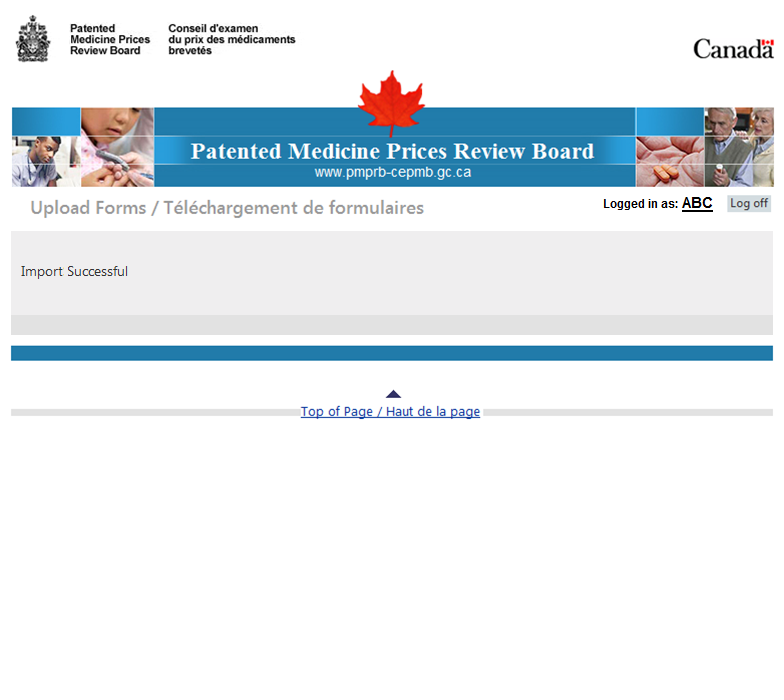 Patented
Medicine Prices
Review Board
Conseil d'examen
du prix des médicaments
brevetés
Canada
Patented Medicine Prices Review Board
www.pmprb-cepmb.gc.ca
Upload Forms / Téléchargement de formulaires
Logged in as: ABC
Log off
Import Successful
Top of Page / Haut de la page